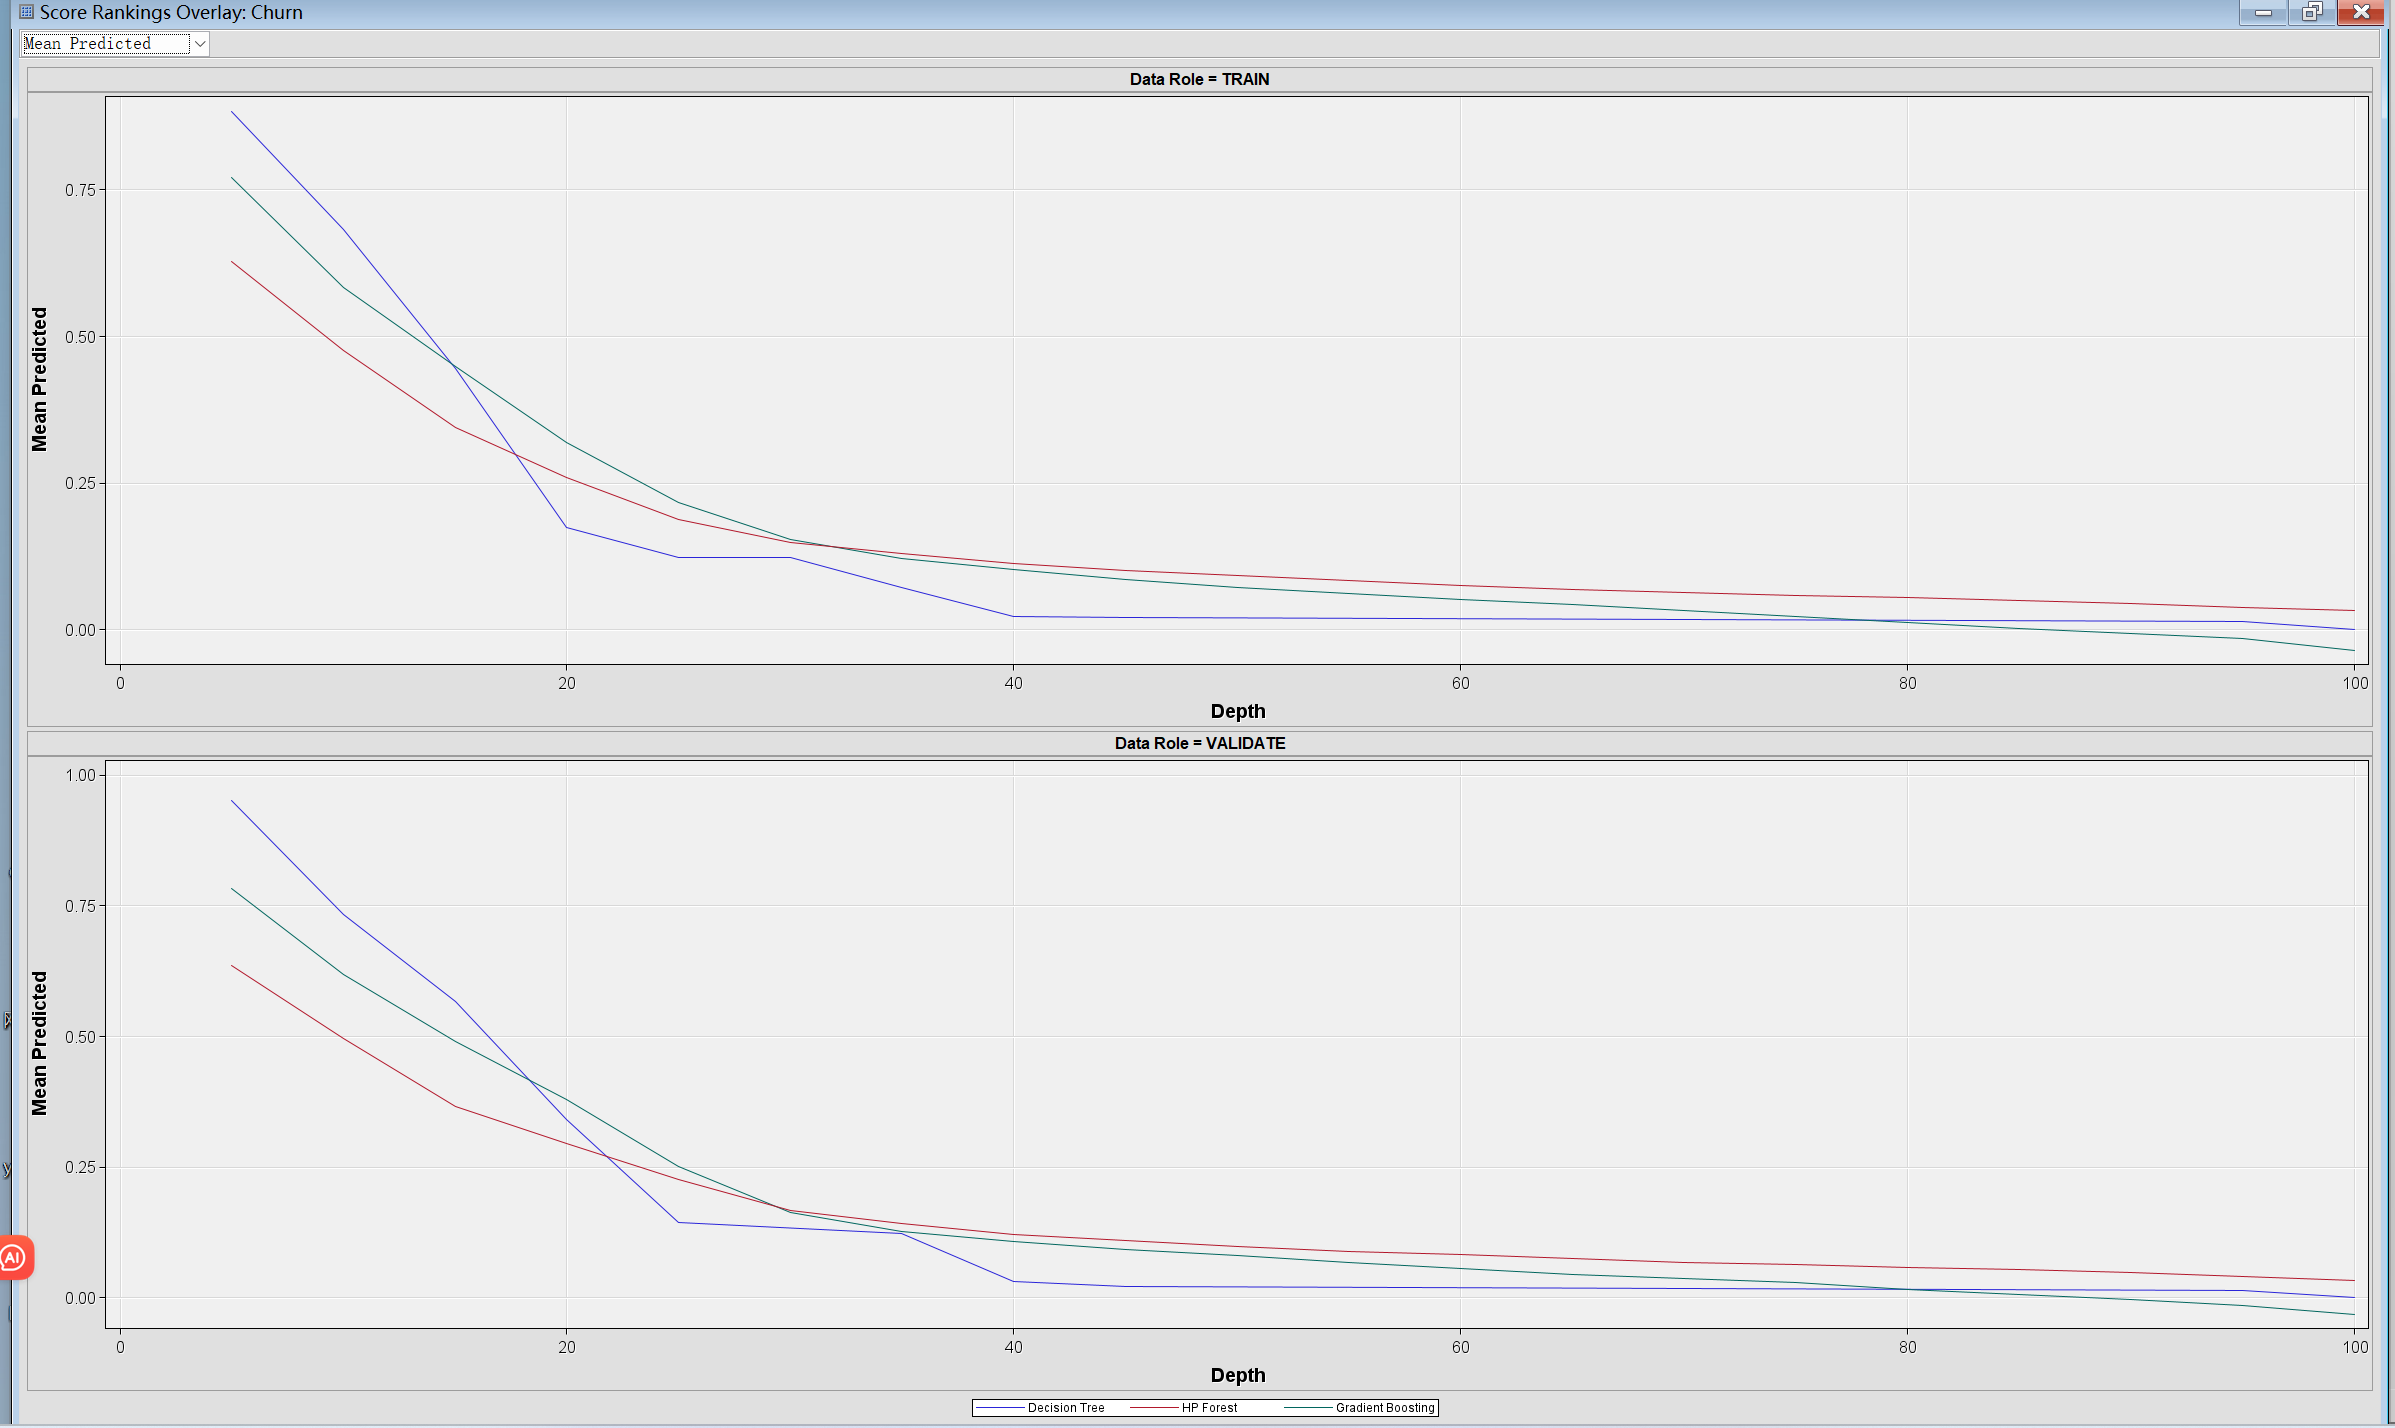 Score Rankings Overlay: Churn
Mean Predicted
Data Role = TRAIN
Mean Predicted
0.75
0.50
0.25
0.00
0 20 40 60 80 100
Depth
Data Role = VALIDATE
Mean Predicted
1.00
0.75
0.50
0.25
0.00
0 20 40 60 80 100
Depth
Decision Tree HP Forest Gradient Boosting
AI